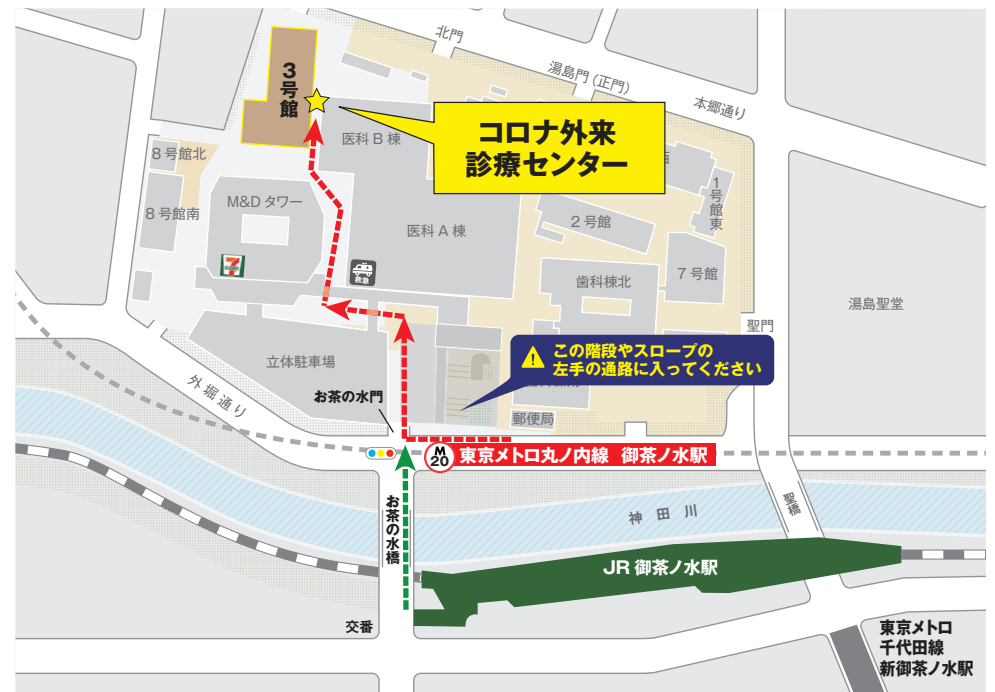 北門
湯島門(正門)
本郷通り
3号館
コロナ外来
診療センター
医科B棟
8号館北
8号館南
M&Dタワー
医科A棟
西
1号館東
2号館
7号館
歯科棟北
7
救急
湯島聖堂
聖門
立体駐車場
この階段やスロープの
左手の通路に入ってください
外堀通り
お茶の水門
郵便局
M
20
東京メトロ丸ノ内線 御茶ノ水駅
お茶の水橋
神田川
聖橋
JR 御茶ノ水駅
交番
東京メトロ
千代田線
新御茶ノ水駅